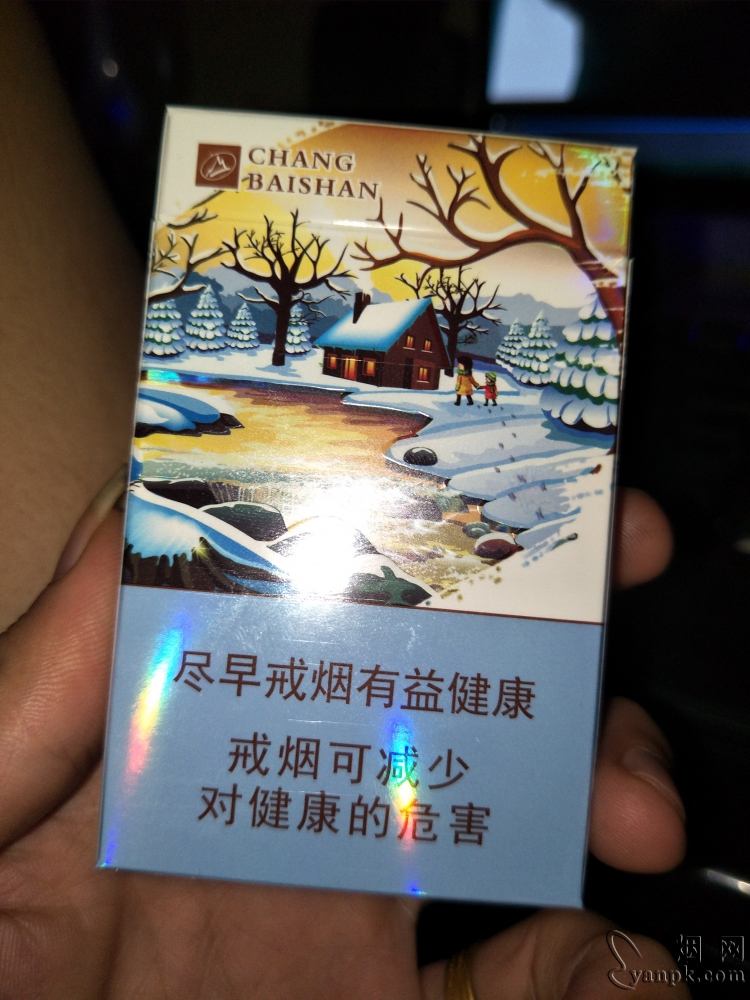 CHANG
BAISHAN
尽早戒烟有益健康
戒烟可减少
对健康的危害
烟一网
yanpk.com